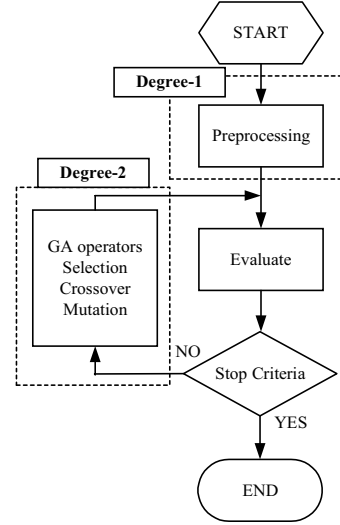 START
Degree-1
Preprocessing
Degree-2
GA operators
Selection
Crossover
Mutation
Evaluate
NO
Stop Criteria
YES
END